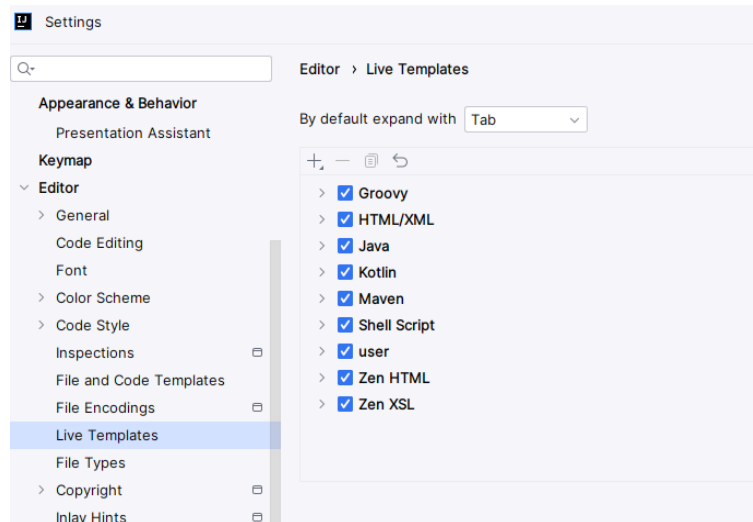 IJ
Settings
Appearance & Behavior
Presentation Assistant
Keymap
Editor
General
Code Editing
Font
Color Scheme
Code Style
Inspections
File and Code Templates
File Encodings
Live Templates
File Types
Copyright
Inlay Hints
Editor › Live Templates
By default expand with Tab
Groovy
HTML/XML
Java
Kotlin
Maven
Shell Script
user
Zen HTML
Zen XSL